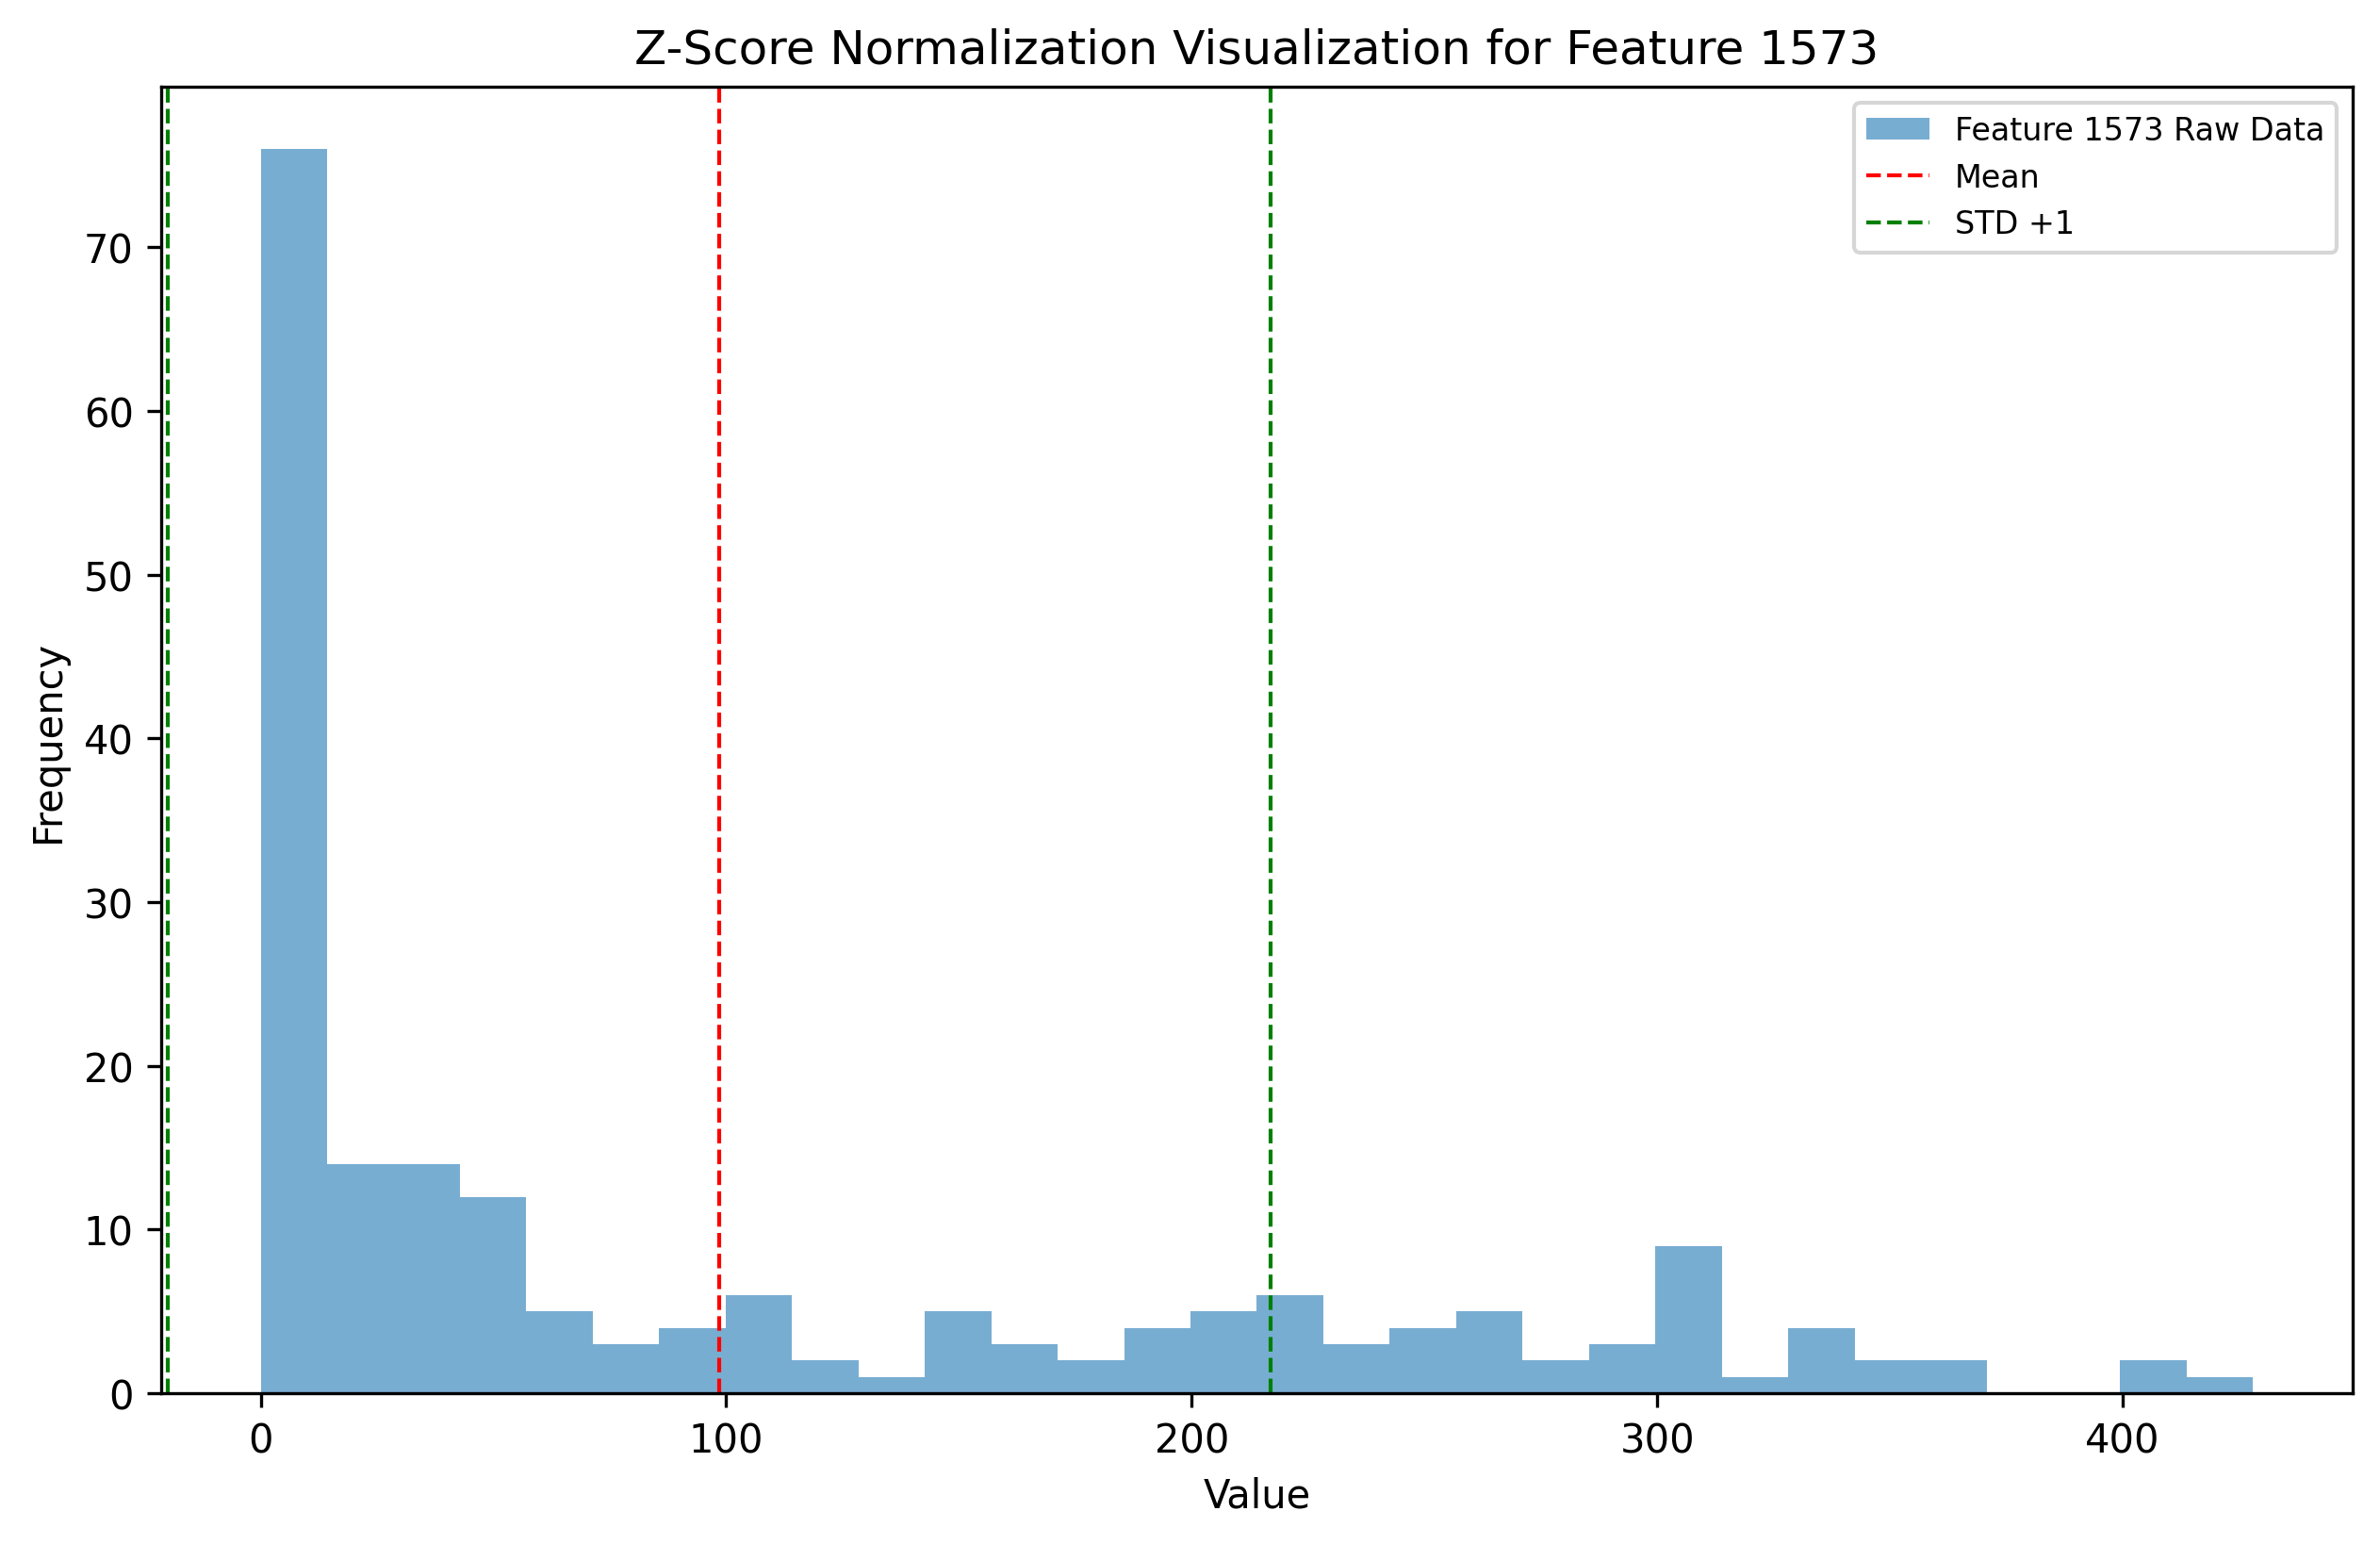 Z-Score Normalization Visualization for Feature 1573
Feature 1573 Raw Data
Mean
STD +1
Frequency
70
60
50
40
30
20
10
0
0 100 200 300 400
Value